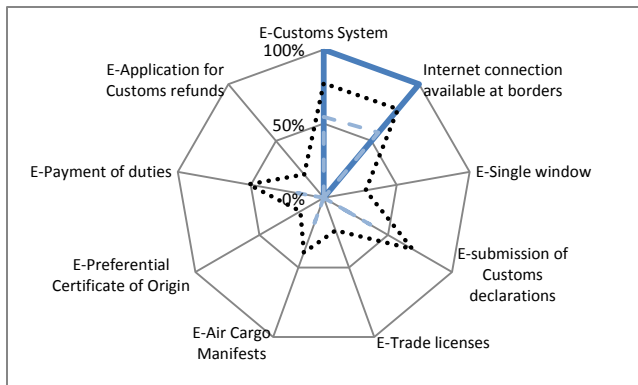 E-Customs System
100%
Internet connection
available at borders
E-Application for
Customs refunds
50%
E-Payment of duties
E-Single window
0%
E-Preferential
Certificate of Origin
E-submission of
Customs
declarations
E-Air Cargo
Manifests
E-Trade licenses